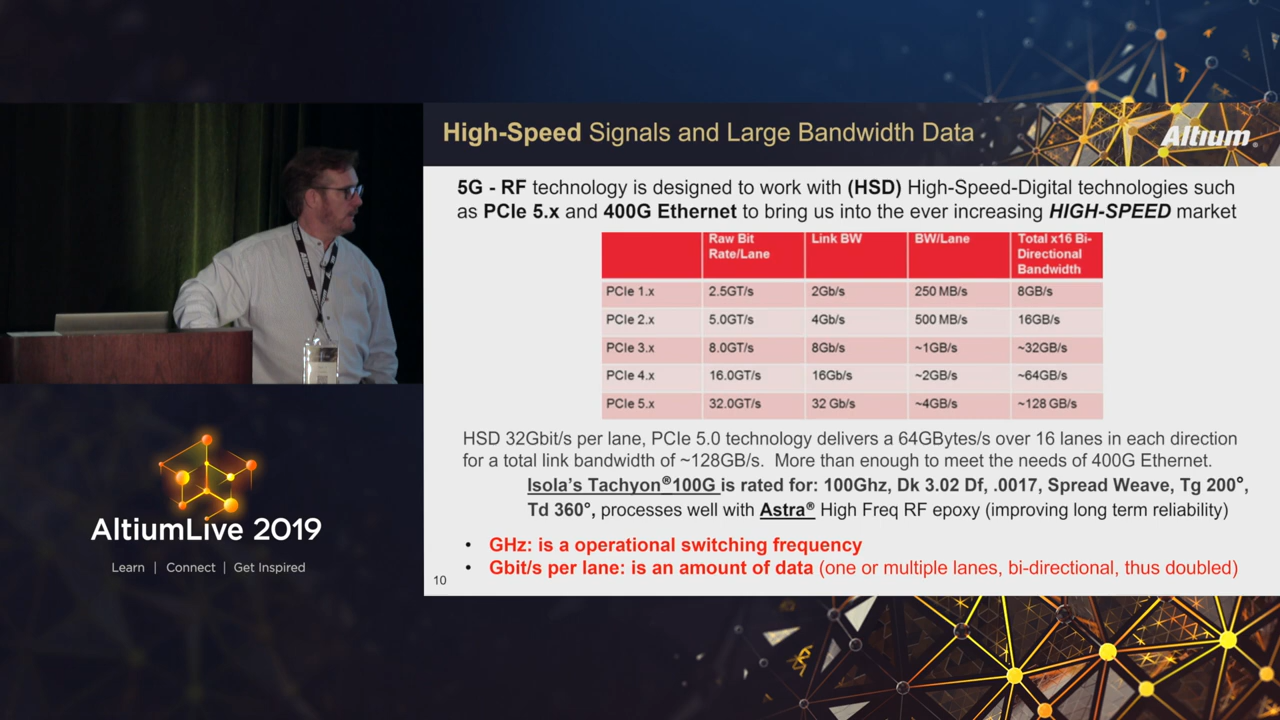 High-Speed Signals and Large Bandwidth Data
Altium
5G - RF technology is designed to work with (HSD) High-Speed-Digital technologies such
as PCIe 5.x and 400G Ethernet to bring us into the ever increasing HIGH-SPEED market
Raw Bit Rate/Lane Link BW BW/Lane Total x16 Bi-Directional Bandwidth
PCIe 1.x 2.5GT/s 2Gb/s 250 MB/s 8GB/s
PCIe 2.x 5.0GT/s 4Gb/s 500 MB/s 16GB/s
PCIe 3.x 8.0GT/s 8Gb/s ~1GB/s ~32GB/s
PCIe 4.x 16.0GT/s 16Gb/s ~2GB/s ~64GB/s
PCIe 5.x 32.0GT/s 32 Gb/s ~4GB/s ~128 GB/s
HSD 32Gbit/s per lane, PCIe 5.0 technology delivers a 64GBytes/s over 16 lanes in each direction
for a total link bandwidth of ~128GB/s. More than enough to meet the needs of 400G Ethernet.
Isola's Tachyon®100G is rated for: 100Ghz, Dk 3.02 Df, .0017, Spread Weave, Tg 200°,
Td 360°, processes well with Astra® High Freq RF epoxy (improving long term reliability)
• GHz: is a operational switching frequency
• Gbit/s per lane: is an amount of data (one or multiple lanes, bi-directional, thus doubled)
10
AltiumLive 2019
Learn | Connect | Get Inspired